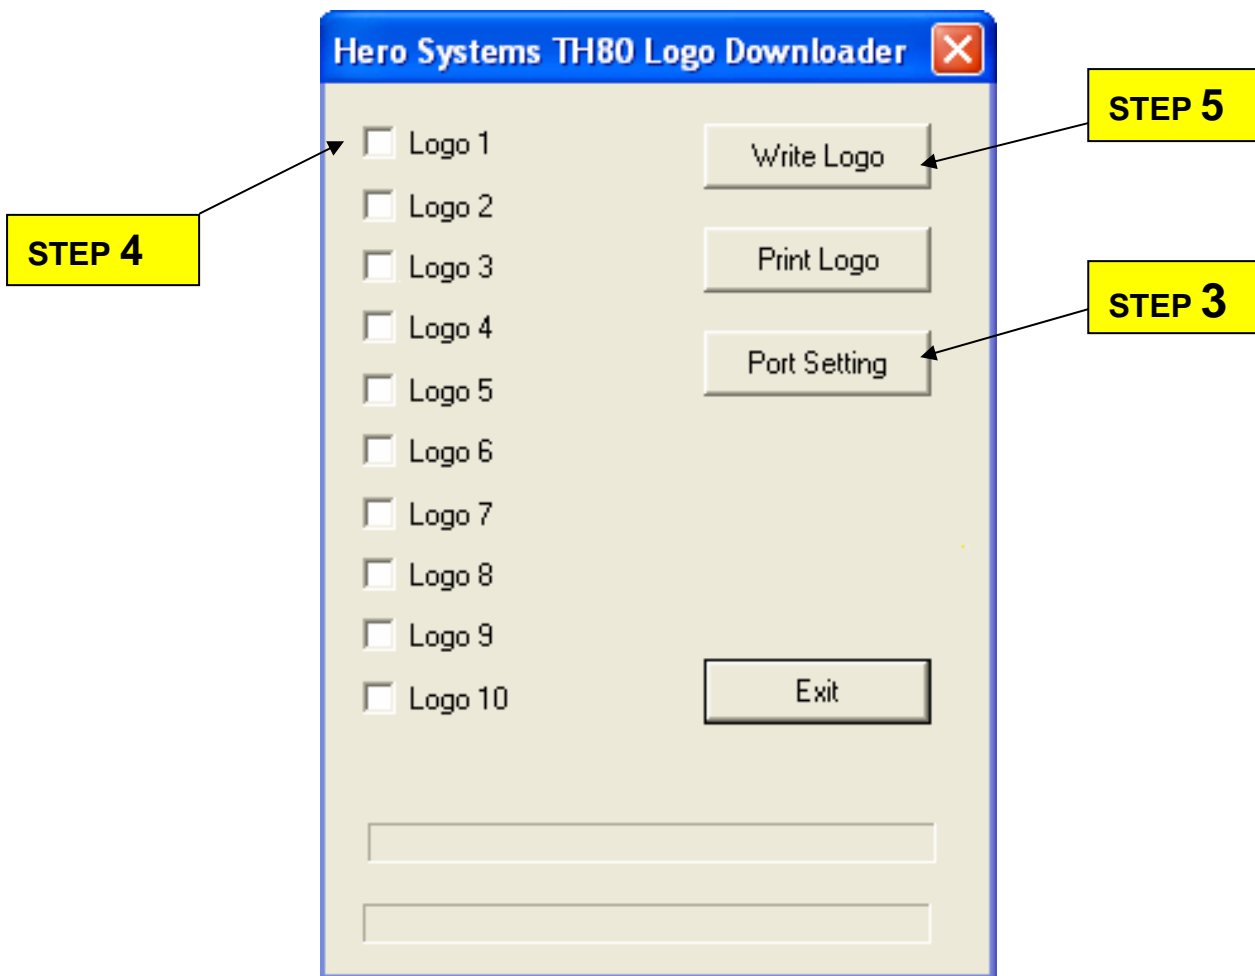 Hero Systems TH80 Logo Downloader
STEP 5
Logo 1
Write Logo
Logo 2
STEP 4
Logo 3
Print Logo
STEP 3
Logo 4
Port Setting
Logo 5
Logo 6
Logo 7
Logo 8
Logo 9
Logo 10
Exit